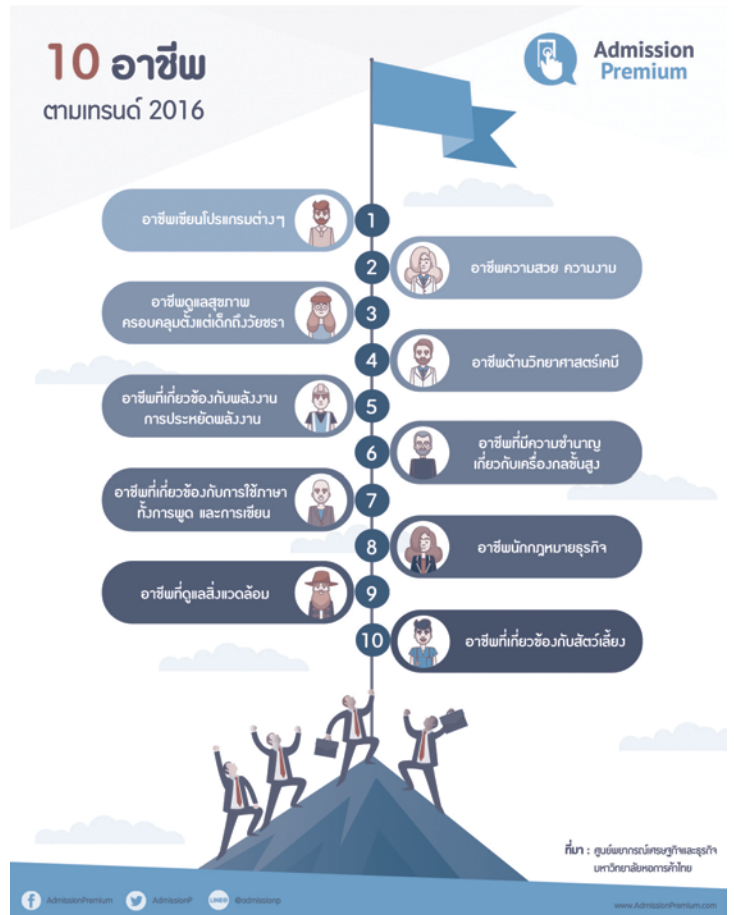 10 อาชีพ
ตามเทรนด์ 2016
Admission
Premium
อาชีพเขียนโปรแกรมต่างๆ
1
2
อาชีพความสวย ความงาม
อาชีพดูแลสุขภาพ
ครอบคลุมตั้งแต่เด็กถึงวัยชรา
3
4
อาชีพด้านวิทยาศาสตร์เคมี
อาชีพที่เกี่ยวข้องกับพลังงาน
การประหยัดพลังงาน
5
6
อาชีพที่มีความชำนาญ
เกี่ยวกับเครื่องกลขั้นสูง
อาชีพที่เกี่ยวข้องกับการใช้ภาษา
ทั้งการพูด และการเขียน
7
8
อาชีพนักกฎหมายธุรกิจ
อาชีพที่ดูแลสิ่งแวดล้อม
9
10
อาชีพที่เกี่ยวข้องกับสัตว์เลี้ยง
ที่มา : ศูนย์พยากรณ์เศรษฐกิจและธุรกิจ
มหาวิทยาลัยหอการค้าไทย
AdmissionPremium
AdmissionP
LINE@
@admissionp
www.AdmissionPremium.com